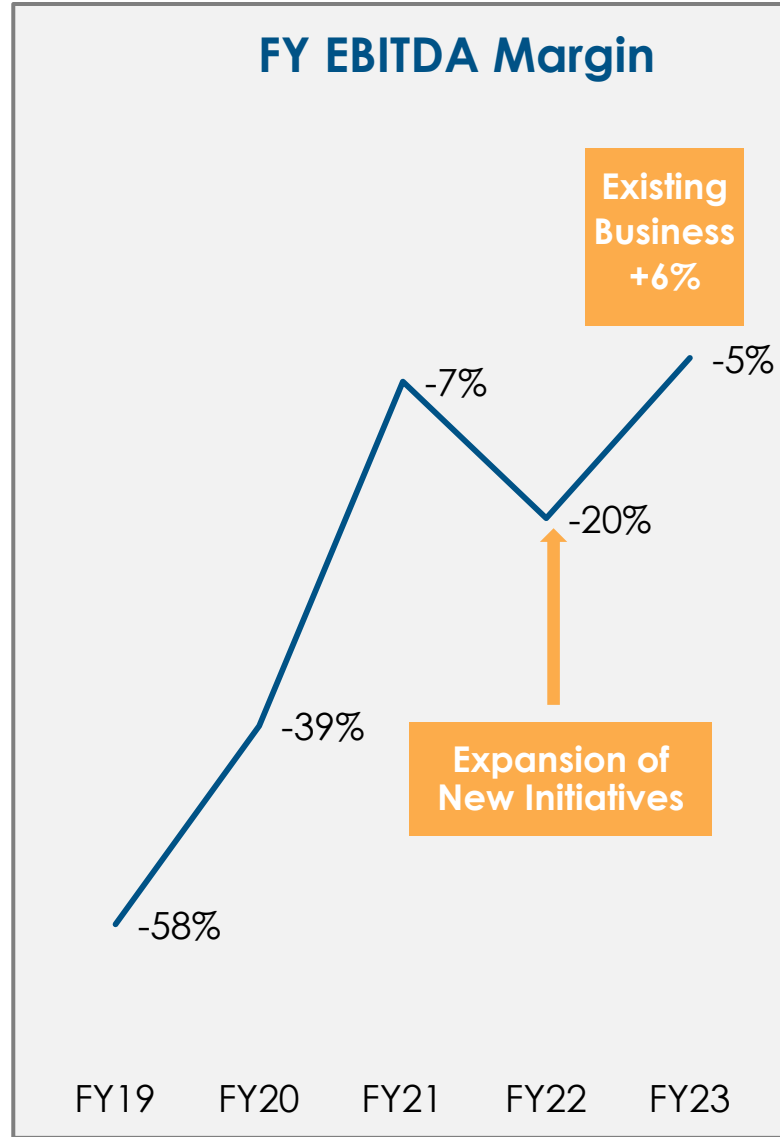 FY EBITDA Margin
Existing
Business
+6%
-5%
-7%
-20%
-39%
Expansion of
New Initiatives
-58%
FY19 FY20 FY21 FY22 FY23